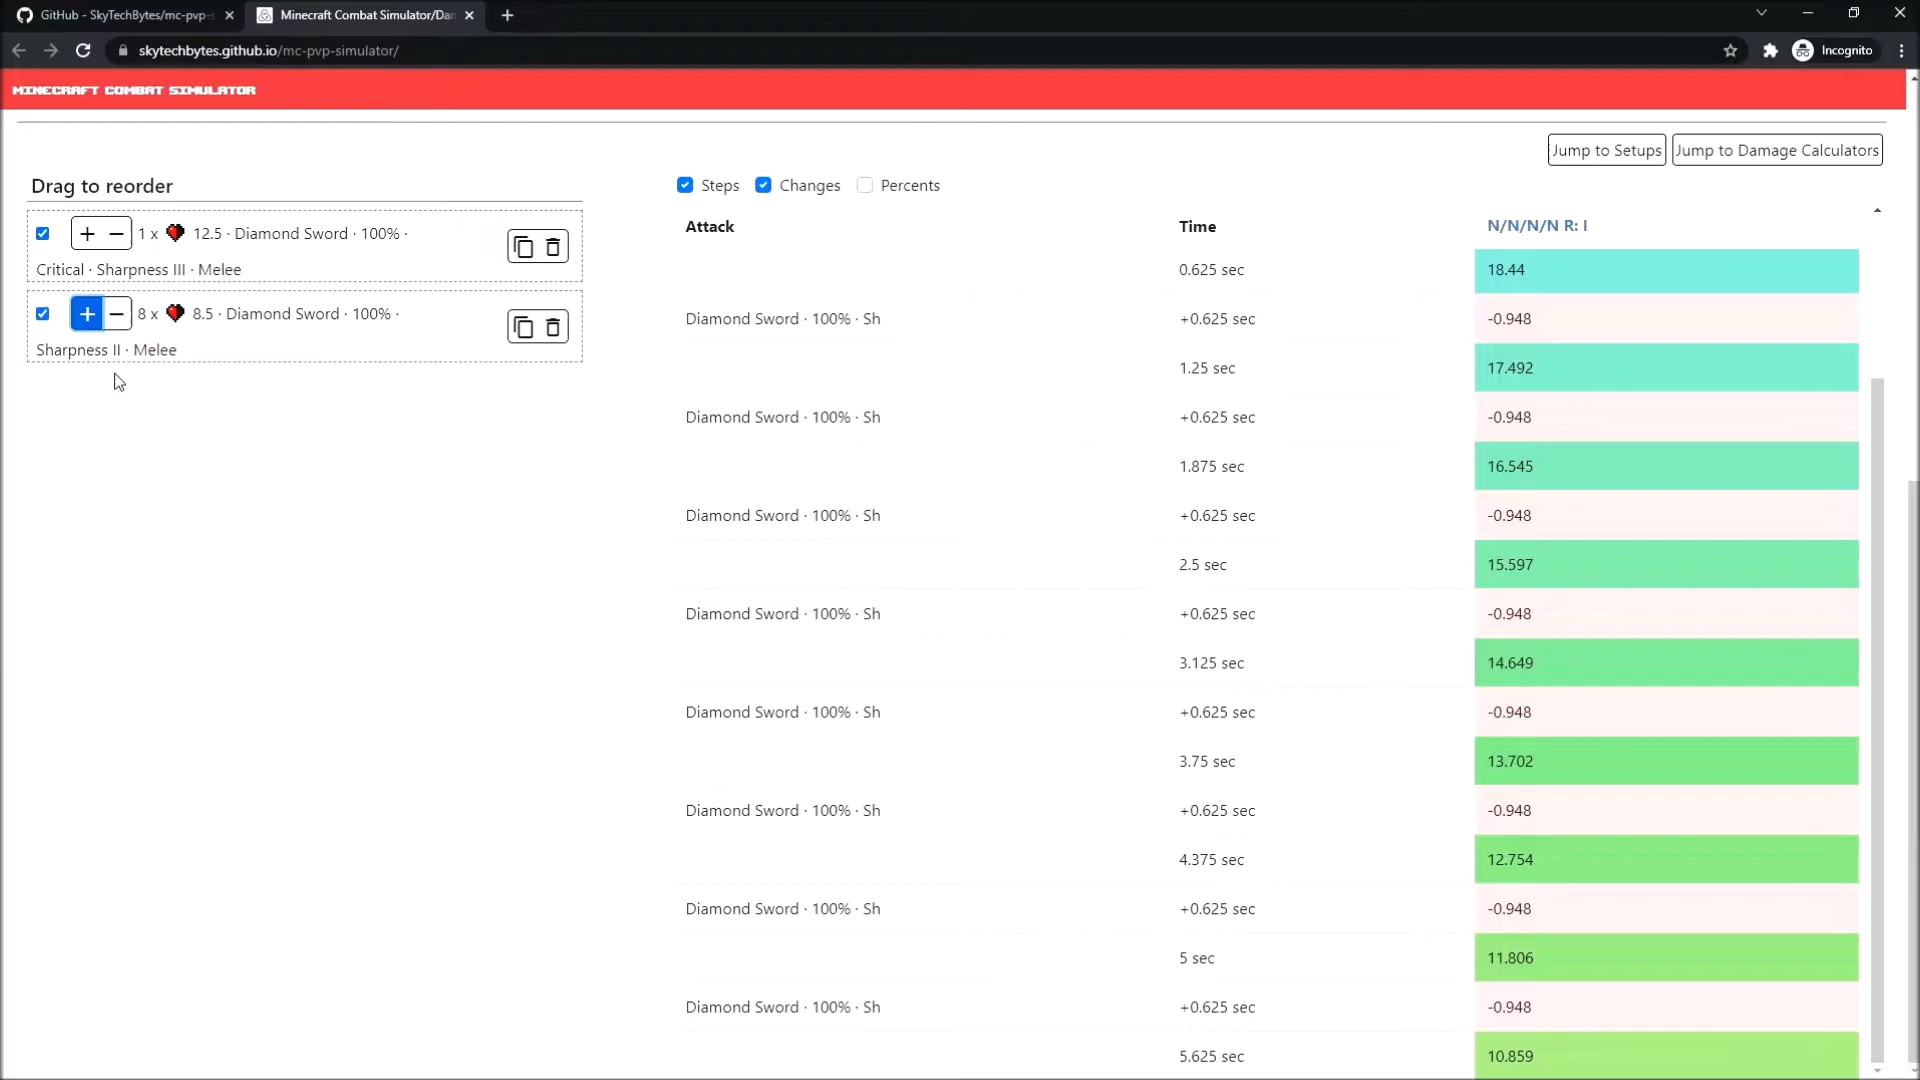 GitHub - SkyTechBytes/mc-pvp-s
Minecraft Combat Simulator/Dam
skytechbytes.github.io/mc-pvp-simulator/
Incognito
MINECRAFT COMBAT SIMULATOR
Jump to Setups
Jump to Damage Calculators
Drag to reorder
Steps
Changes
Percents
+ − 1 x 12.5 · Diamond Sword · 100% ·
Critical · Sharpness III · Melee
+ − 8 x 8.5 · Diamond Sword · 100% ·
Sharpness II · Melee
Attack Time N/N/N/N R: I
0.625 sec 18.44
Diamond Sword · 100% · Sh +0.625 sec -0.948
1.25 sec 17.492
Diamond Sword · 100% · Sh +0.625 sec -0.948
1.875 sec 16.545
Diamond Sword · 100% · Sh +0.625 sec -0.948
2.5 sec 15.597
Diamond Sword · 100% · Sh +0.625 sec -0.948
3.125 sec 14.649
Diamond Sword · 100% · Sh +0.625 sec -0.948
3.75 sec 13.702
Diamond Sword · 100% · Sh +0.625 sec -0.948
4.375 sec 12.754
Diamond Sword · 100% · Sh +0.625 sec -0.948
5 sec 11.806
Diamond Sword · 100% · Sh +0.625 sec -0.948
5.625 sec 10.859